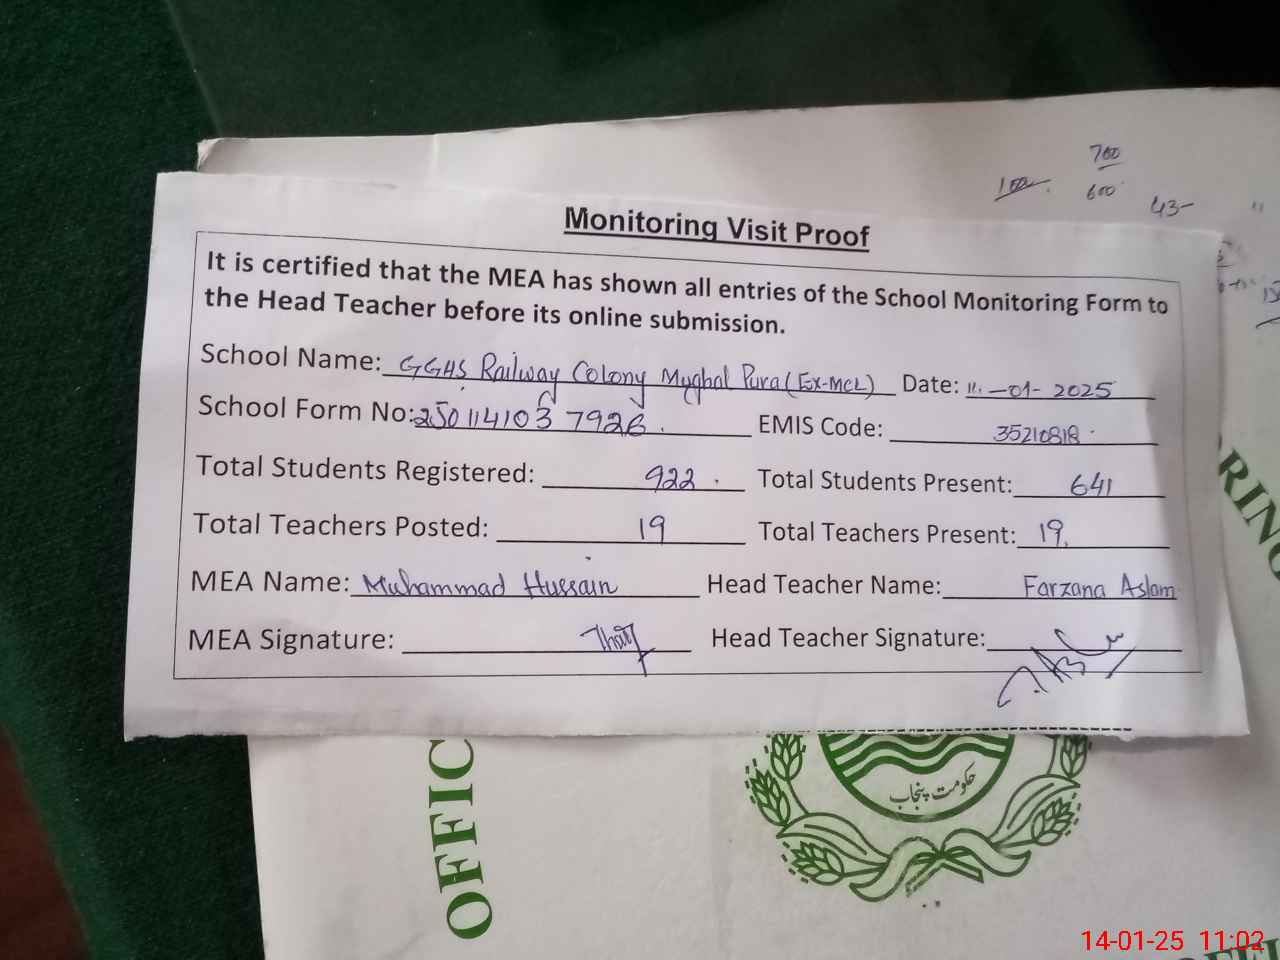 700
100
600
43-
Monitoring Visit Proof
It is certified that the MEA has shown all entries of the School Monitoring Form to
the Head Teacher before its online submission.
School Name: GGHS Railway Colony Mughal Pura (Ex-MCL) Date: 11.-01-2025
School Form No: 250114103 7926. EMIS Code: 35210818
Total Students Registered: 922. Total Students Present: 641
Total Teachers Posted: 19 Total Teachers Present: 19.
MEA Name: Muhammad Hussain Head Teacher Name: Farzana Aslam
MEA Signature: Head Teacher Signature:
حکومت پنجاب
OFFIC
RING
OFFI
14-01-25 11:02